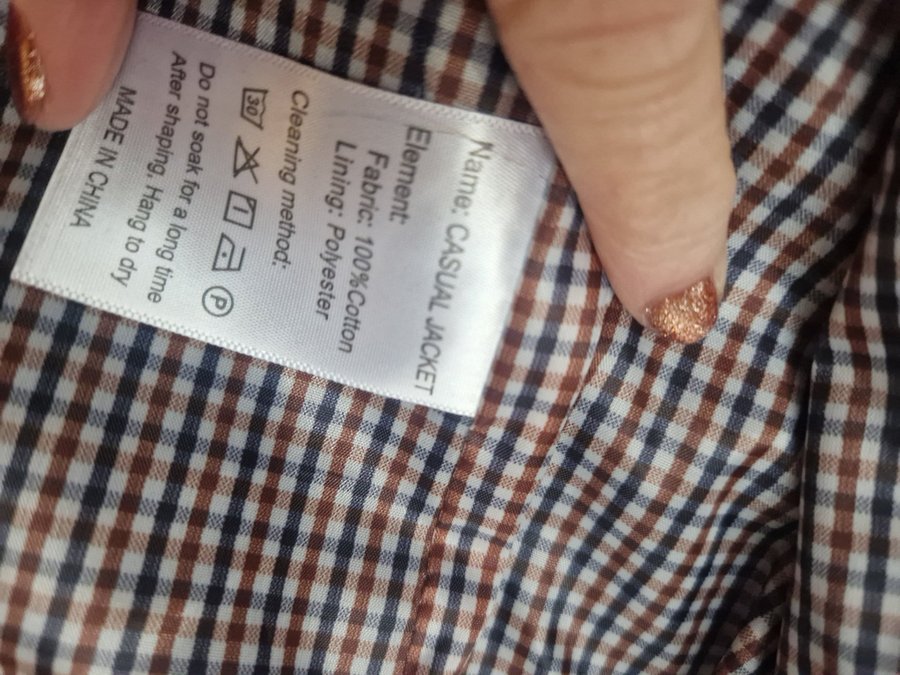 Name: CASUAL JACKET
Element:
Fabric: 100%Cotton
Lining: Polyester
Cleaning method:
30 P
Do not soak for a long time
After shaping, Hang to dry
MADE IN CHINA